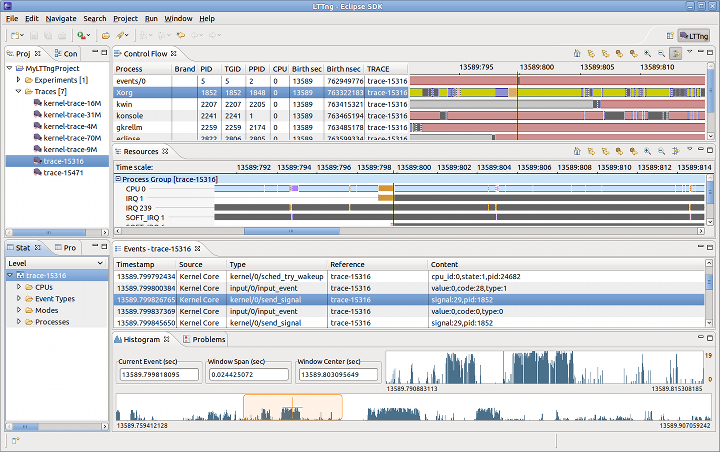 LTTng - Eclipse SDK
File Edit Navigate Search Project Run Window Help
LTTng
Proj Con
MyLTTngProject
Experiments [1]
Traces [7]
kernel-trace-16M
kernel-trace-31M
kernel-trace-4M
kernel-trace-70M
kernel-trace-9M
trace-15316
trace-15471
Control Flow
Process Brand PID TGID PPID CPU Birth sec Birth nsec TRACE
13589:795 13589:800 13589:805 13589:810
events/0 5 5 2 0 13589 762949776 trace-15316
Xorg 1852 1852 1848 0 13589 763322183 trace-15316
kwin 2207 2207 2205 0 13589 763415321 trace-15316
konsole 2241 2241 1 0 13589 763465194 trace-15316
gkrellm 2259 2259 2174 0 13589 763485178 trace-15316
eclipse 2822 2806 2805 0 13589 763599334 trace-15316
Resources
Time scale: 13589:792 13589:794 13589:796 13589:798 13589:800 13589:802 13589:804 13589:806 13589:808 13589:810 13589:812 13589:814
Process Group [trace-15316]
CPU 0
IRQ 1
IRQ 239
SOFT_IRQ 1
Stat Pro
Level
trace-15316
CPUs
Event Types
Modes
Processes
Events - trace-15316
Timestamp Source Type Reference Content
13589.799792434 Kernel Core kernel/0/sched_try_wakeup trace-15316 cpu_id:0,state:1,pid:24682
13589.799800384 Kernel Core input/0/input_event trace-15316 value:0,code:28,type:1
13589.799826765 Kernel Core kernel/0/send_signal trace-15316 signal:29,pid:1852
13589.799837369 Kernel Core input/0/input_event trace-15316 value:0,code:0,type:0
13589.799845650 Kernel Core kernel/0/send_signal trace-15316 signal:29,pid:1852
Histogram Problems
Current Event (sec) Window Span (sec) Window Center (sec)
13589.799818095 0.024425072 13589.803095649
19
0
13589.790883113 13589.815308185
13589.759412128 13589.907059242